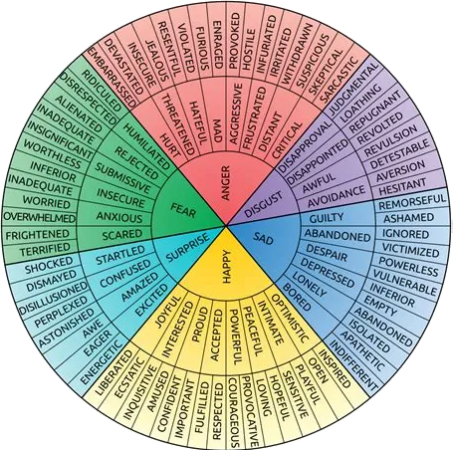 ANGER
DISGUST
SAD
HAPPY
SURPRISE
FEAR
HURT
THREATENED
HATEFUL
MAD
AGGRESSIVE
FRUSTRATED
DISTANT
CRITICAL
DISAPPROVAL
DISAPPOINTED
AWFUL
AVOIDANCE
GUILTY
ABANDONED
DESPAIR
DEPRESSED
LONELY
BORED
OPTIMISTIC
INTIMATE
PEACEFUL
POWERFUL
ACCEPTED
PROUD
INTERESTED
JOYFUL
EXCITED
AMAZED
CONFUSED
STARTLED
SCARED
ANXIOUS
INSECURE
SUBMISSIVE
REJECTED
HUMILIATED
EMBARRASSED
DEVASTATED
INSECURE
JEALOUS
RESENTFUL
VIOLATED
FURIOUS
ENRAGED
PROVOKED
HOSTILE
INFURIATED
IRRITATED
WITHDRAWN
SUSPICIOUS
SKEPTICAL
SARCASTIC
JUDGMENTAL
LOATHING
REPUGNANT
REVOLTED
REVULSION
DETESTABLE
AVERSION
HESITANT
REMORSEFUL
ASHAMED
IGNORED
VICTIMIZED
POWERLESS
VULNERABLE
INFERIOR
EMPTY
ABANDONED
ISOLATED
APATHETIC
INDIFFERENT
INSPIRED
OPEN
PLAYFUL
SENSITIVE
HOPEFUL
LOVING
PROVOCATIVE
COURAGEOUS
RESPECTED
FULFILLED
IMPORTANT
CONFIDENT
AMUSED
INQUISITIVE
ECSTATIC
LIBERATED
ENERGETIC
EAGER
AWE
ASTONISHED
PERPLEXED
DISILLUSIONED
DISMAYED
SHOCKED
TERRIFIED
FRIGHTENED
OVERWHELMED
WORRIED
INADEQUATE
INFERIOR
WORTHLESS
INSIGNIFICANT
INADEQUATE
ALIENATED
DISRESPECTED
RIDICULED